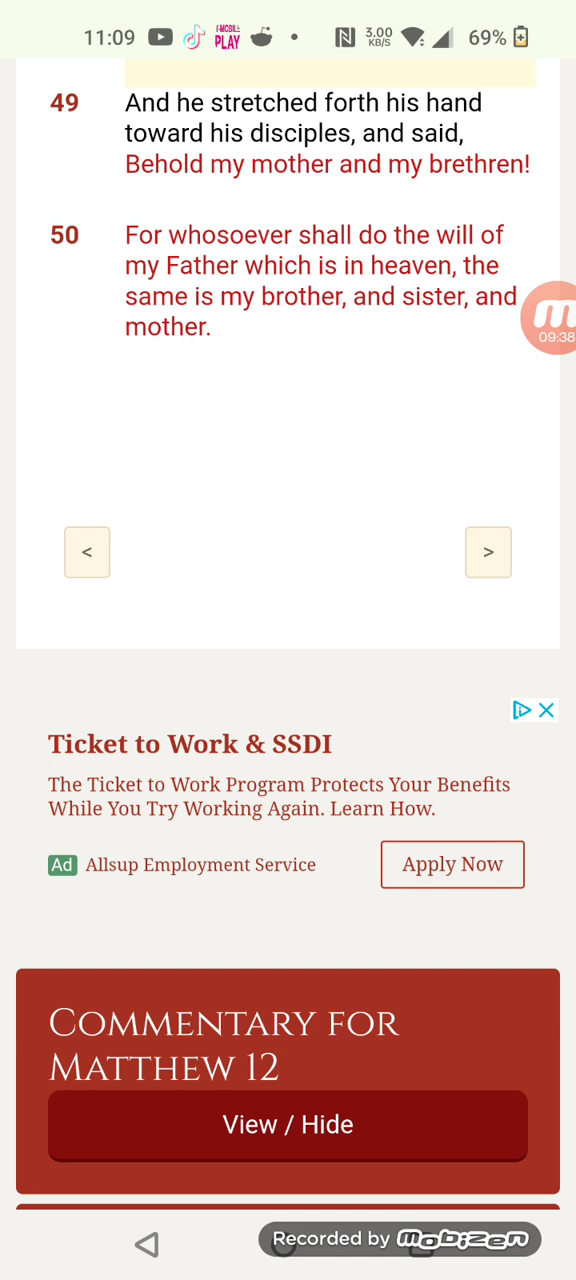 11:09 T-MOBILE PLAY 3.00 KB/S 69%
49 And he stretched forth his hand
toward his disciples, and said,
Behold my mother and my brethren!
50 For whosoever shall do the will of
my Father which is in heaven, the
same is my brother, and sister, and
mother.
m
09:38
< >
Ticket to Work & SSDI
The Ticket to Work Program Protects Your Benefits
While You Try Working Again. Learn How.
Ad Allsup Employment Service Apply Now
Commentary for
Matthew 12
View / Hide
Recorded by mobizen